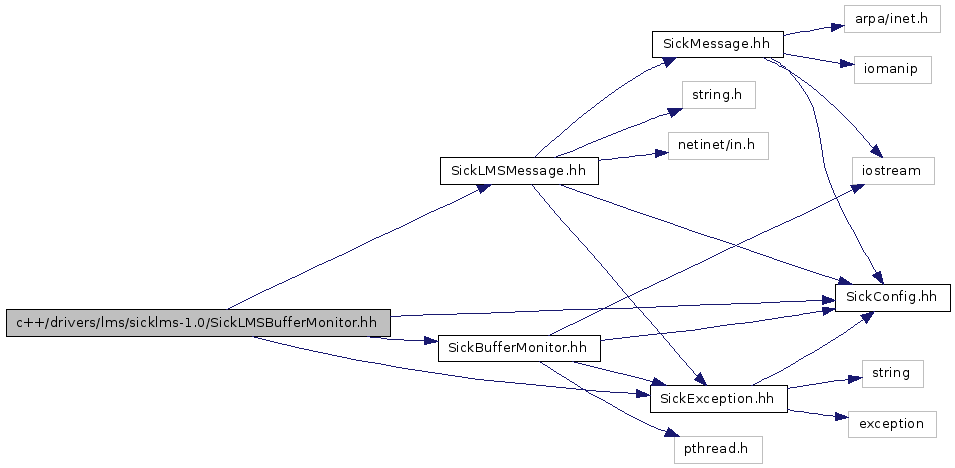 arpa/inet.h
SickMessage.hh
iomanip
string.h
netinet/in.h
SickLMSMessage.hh
iostream
SickConfig.hh
c++/drivers/lms/sicklms-1.0/SickLMSBufferMonitor.hh
SickBufferMonitor.hh
string
SickException.hh
exception
pthread.h